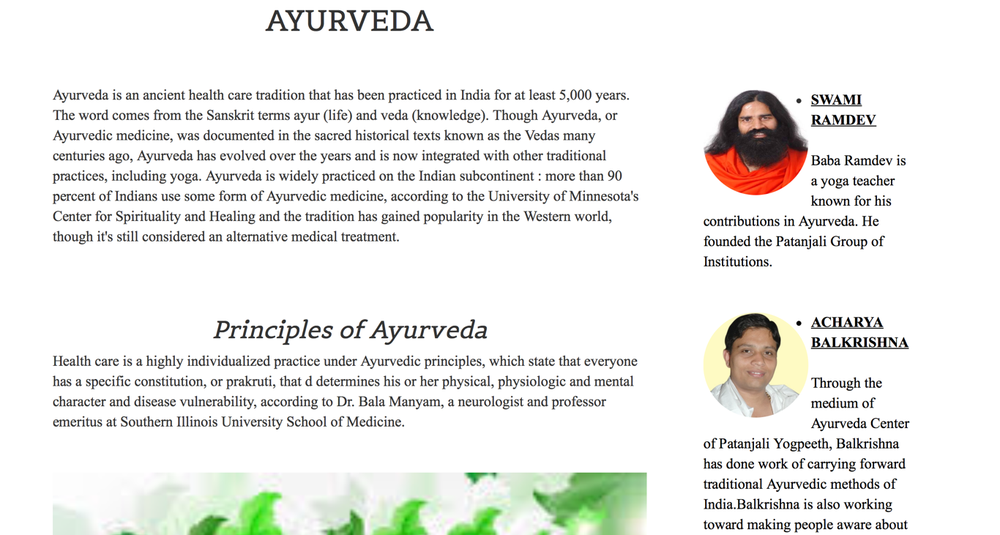 AYURVEDA
Ayurveda is an ancient health care tradition that has been practiced in India for at least 5,000 years.
The word comes from the Sanskrit terms ayur (life) and veda (knowledge). Though Ayurveda, or
Ayurvedic medicine, was documented in the sacred historical texts known as the Vedas many
centuries ago, Ayurveda has evolved over the years and is now integrated with other traditional
practices, including yoga. Ayurveda is widely practiced on the Indian subcontinent : more than 90
percent of Indians use some form of Ayurvedic medicine, according to the University of Minnesota's
Center for Spirituality and Healing and the tradition has gained popularity in the Western world,
though it's still considered an alternative medical treatment.
Principles of Ayurveda
Health care is a highly individualized practice under Ayurvedic principles, which state that everyone
has a specific constitution, or prakruti, that d determines his or her physical, physiologic and mental
character and disease vulnerability, according to Dr. Bala Manyam, a neurologist and professor
emeritus at Southern Illinois University School of Medicine.
• SWAMI
RAMDEV
Baba Ramdev is
a yoga teacher
known for his
contributions in Ayurveda. He
founded the Patanjali Group of
Institutions.
• ACHARYA
BALKRISHNA
Through the
medium of
Ayurveda Center
of Patanjali Yogpeeth, Balkrishna
has done work of carrying forward
traditional Ayurvedic methods of
India.Balkrishna is also working
toward making people aware about